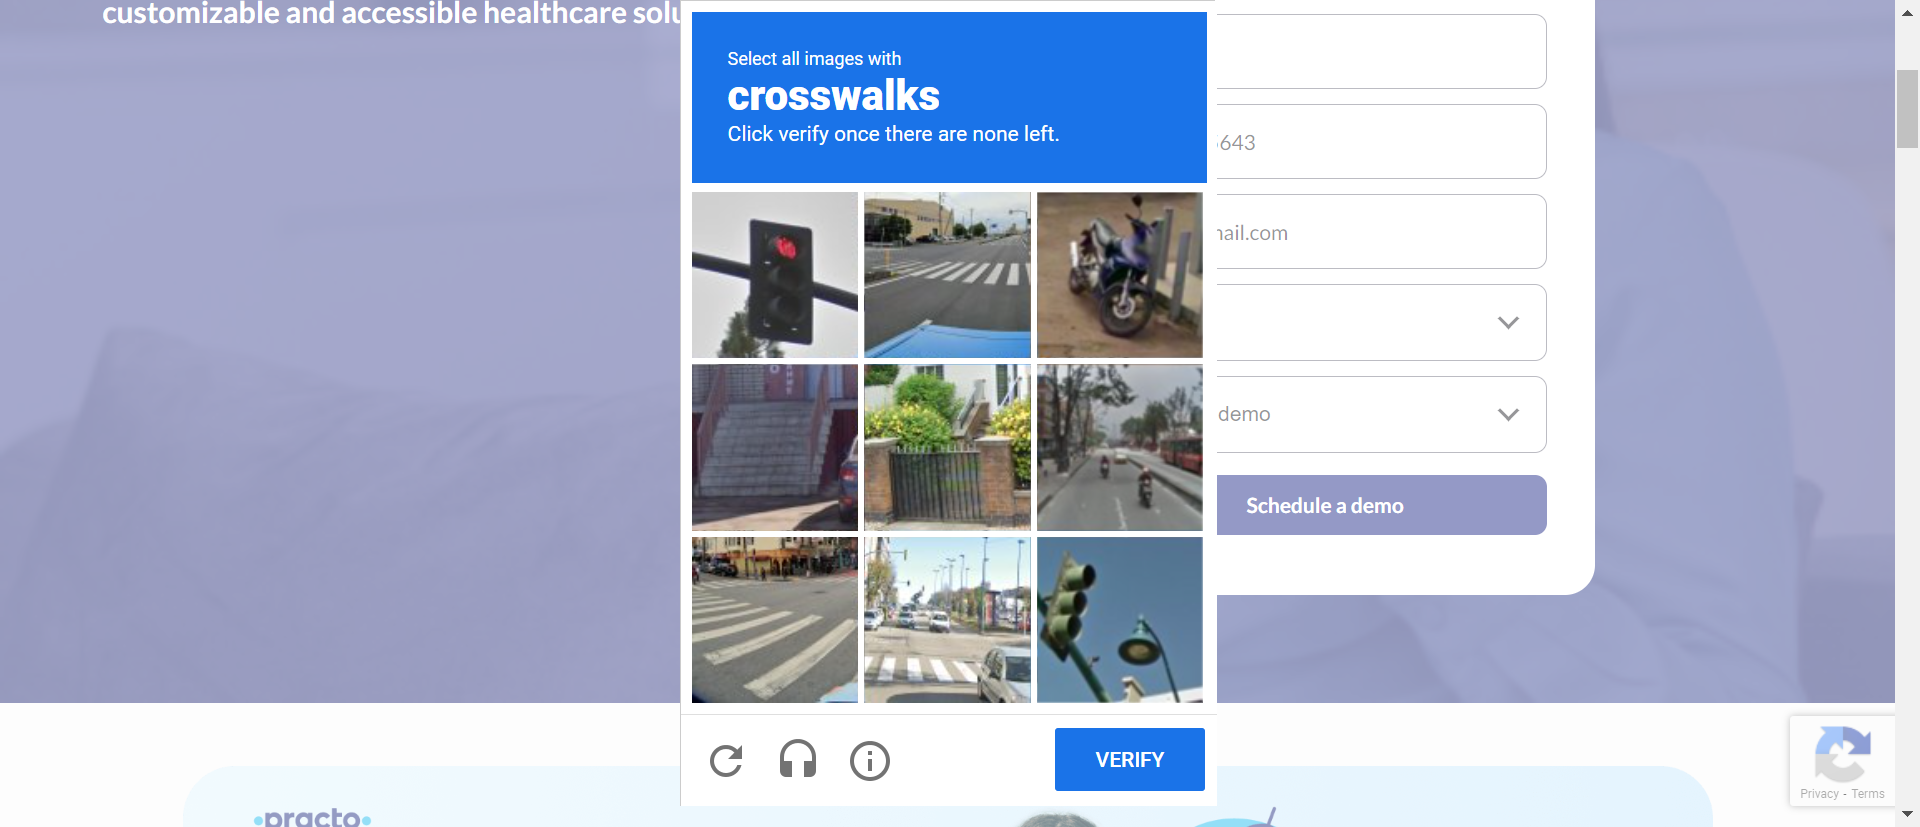 customizable and accessible healthcare solu
Select all images with
crosswalks
Click verify once there are none left.
643
ail.com
demo
Schedule a demo
VERIFY
Privacy - Terms
practo